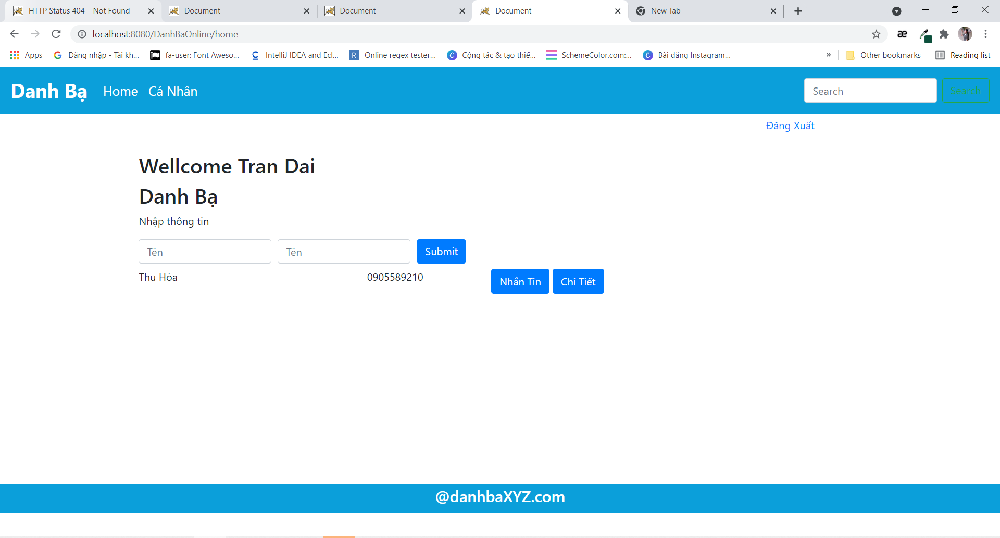 HTTP Status 404 – Not Found
Document
Document
Document
New Tab
localhost:8080/DanhBaOnline/home
Apps
Đăng nhập - Tài kh...
fa-user: Font Aweso...
IntelliJ IDEA and Ecl...
Online regex tester...
Cộng tác & tạo thiế...
SchemeColor.com:...
Bài đăng Instagram...
»
Other bookmarks
Reading list
Danh Bạ
Home
Cá Nhân
Search
Search
Đăng Xuất
Wellcome Tran Dai
Danh Bạ
Nhập thông tin
Tên
Tên
Submit
Thu Hòa
0905589210
Nhắn Tin
Chi Tiết
@danhbaXYZ.com